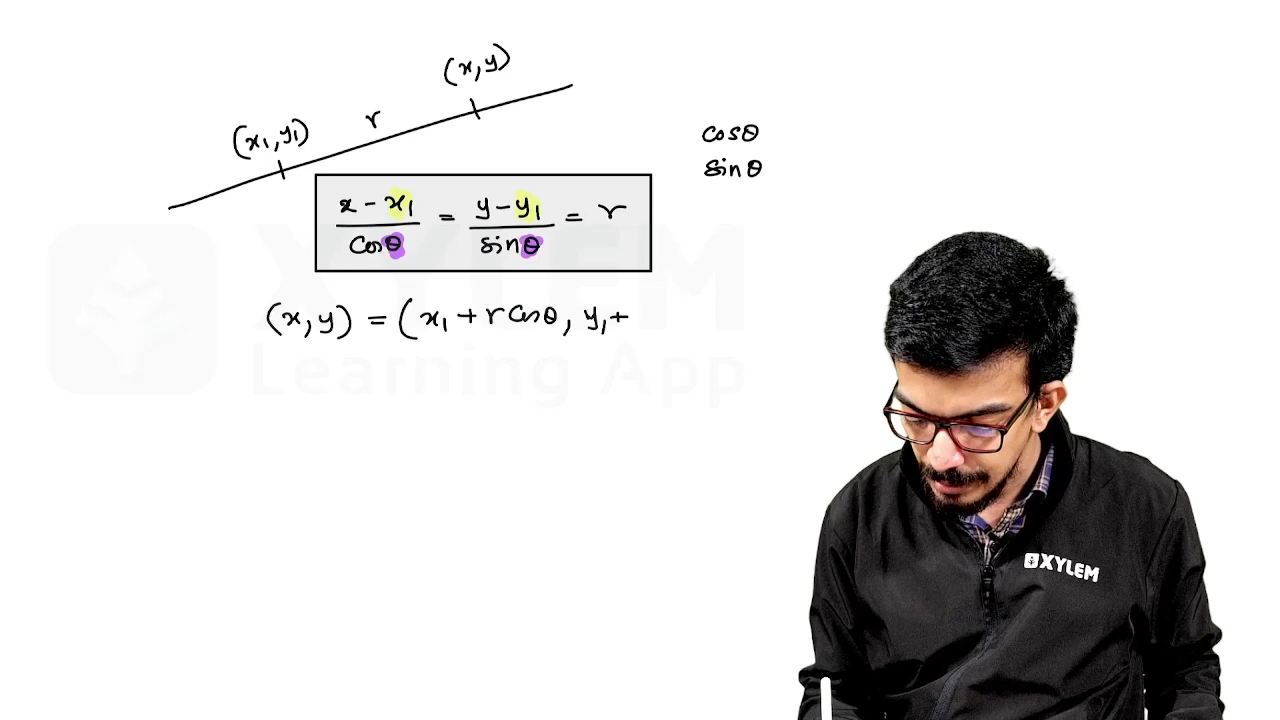 (x,y)
r
(x₁,y₁)
cosθ
sinθ
x - x₁ / cosθ = y - y₁ / sinθ = r
(x,y) = (x₁ + r cosθ, y₁+
XYLEM
Learning App
XYLEM